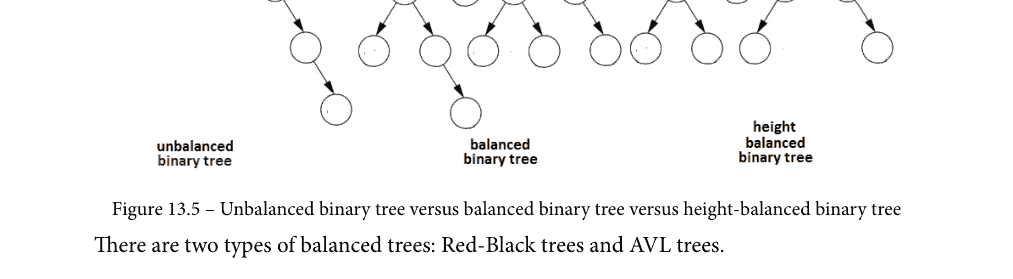 unbalanced
binary tree
balanced
binary tree
height
balanced
binary tree
Figure 13.5 – Unbalanced binary tree versus balanced binary tree versus height-balanced binary tree
There are two types of balanced trees: Red-Black trees and AVL trees.